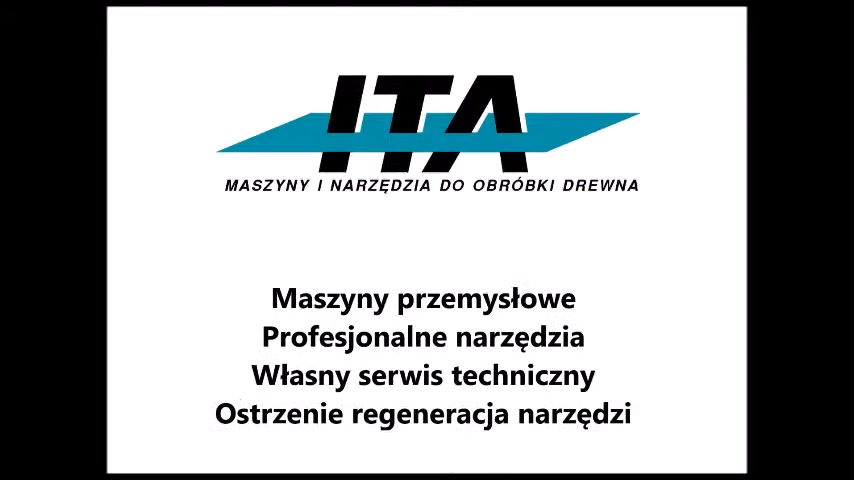 ITA
MASZYNY I NARZĘDZIA DO OBRÓBKI DREWNA
Maszyny przemysłowe
Profesjonalne narzędzia
Własny serwis techniczny
Ostrzenie regeneracja narzędzi